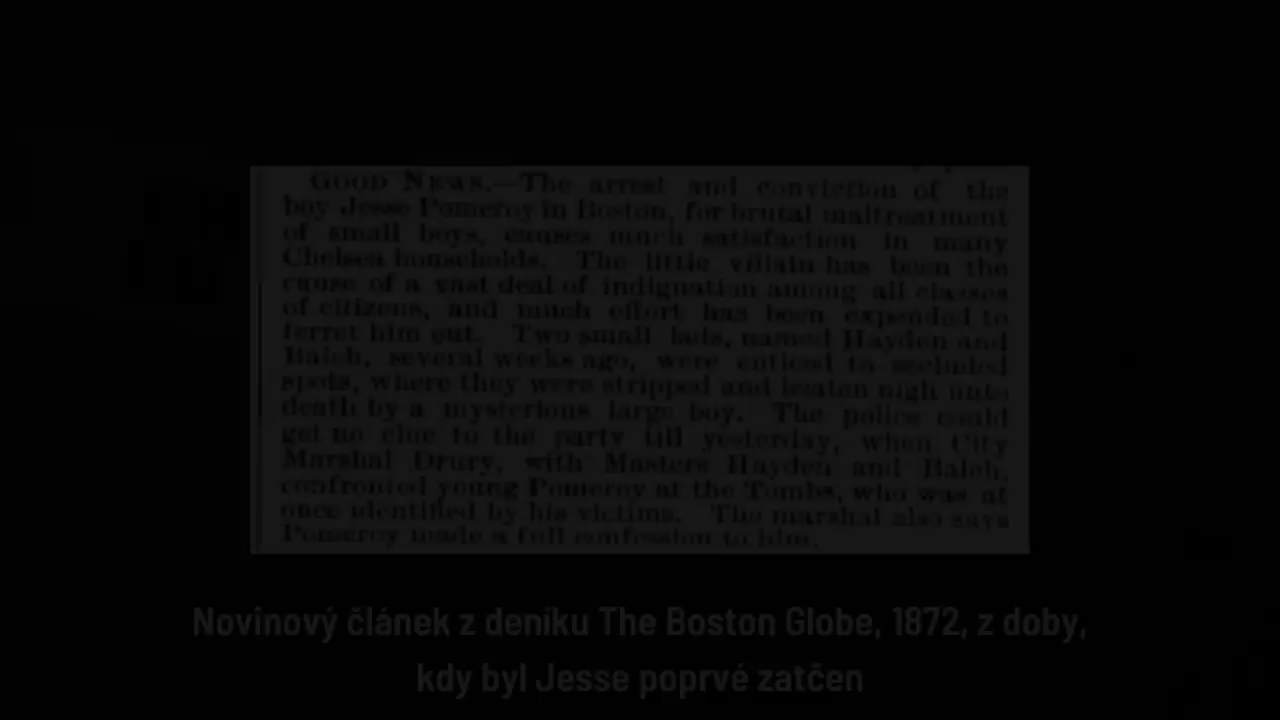 GOOD NEWS.—The arrest and conviction of the
boy Jesse Pomeroy in Boston, for brutal maltreatment
of small boys, causes much satisfaction in many
Chelsea households. The little villain has been the
cause of a vast deal of indignation among all classes
of citizens, and much effort has been expended to
ferret him out. Two small lads, named Hayden and
Balch, several weeks ago, were enticed to secluded
spots, where they were stripped and beaten nigh unto
death by a mysterious large boy. The police could
get no clue to the party till yesterday, when City
Marshal Drury, with Masters Hayden and Balch,
confronted young Pomeroy at the Tombs, who was at
once identified by his victims. The marshal also says
Pomeroy made a full confession to him.
Novinový článek z deníku The Boston Globe, 1872, z doby,
kdy byl Jesse poprvé zatčen